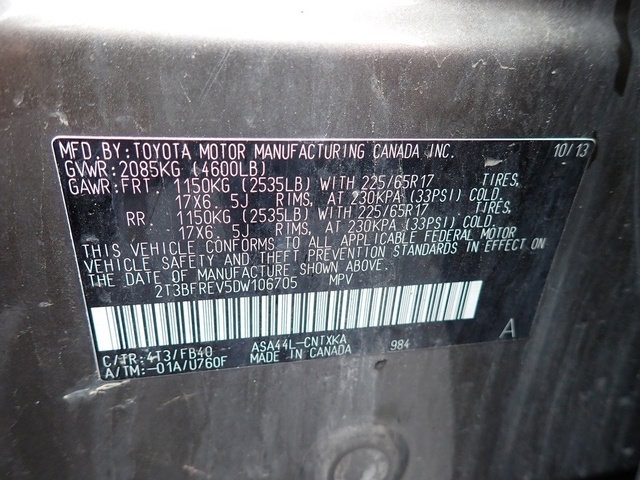 MFD. BY: TOYOTA MOTOR MANUFACTURING CANADA INC. 10/13
GVWR: 2085KG (4600LB)
GAWR: FRT. 1150KG (2535LB) WITH 225/65R17 TIRES,
17X6 5J RIMS, AT 230KPA (33PSI) COLD.
RR. 1150KG (2535LB) WITH 225/65R17 TIRES,
17X6 5J RIMS, AT 230KPA (33PSI) COLD.
THIS VEHICLE CONFORMS TO ALL APPLICABLE FEDERAL MOTOR
VEHICLE SAFETY AND THEFT PREVENTION STANDARDS IN EFFECT ON
THE DATE OF MANUFACTURE SHOWN ABOVE.
2T3BFREV5DW106705 MPV
A
C/TR: 4T3/FB40 ASA44L-CNTXKA 984
A/TM: -01A/U760F MADE IN CANADA